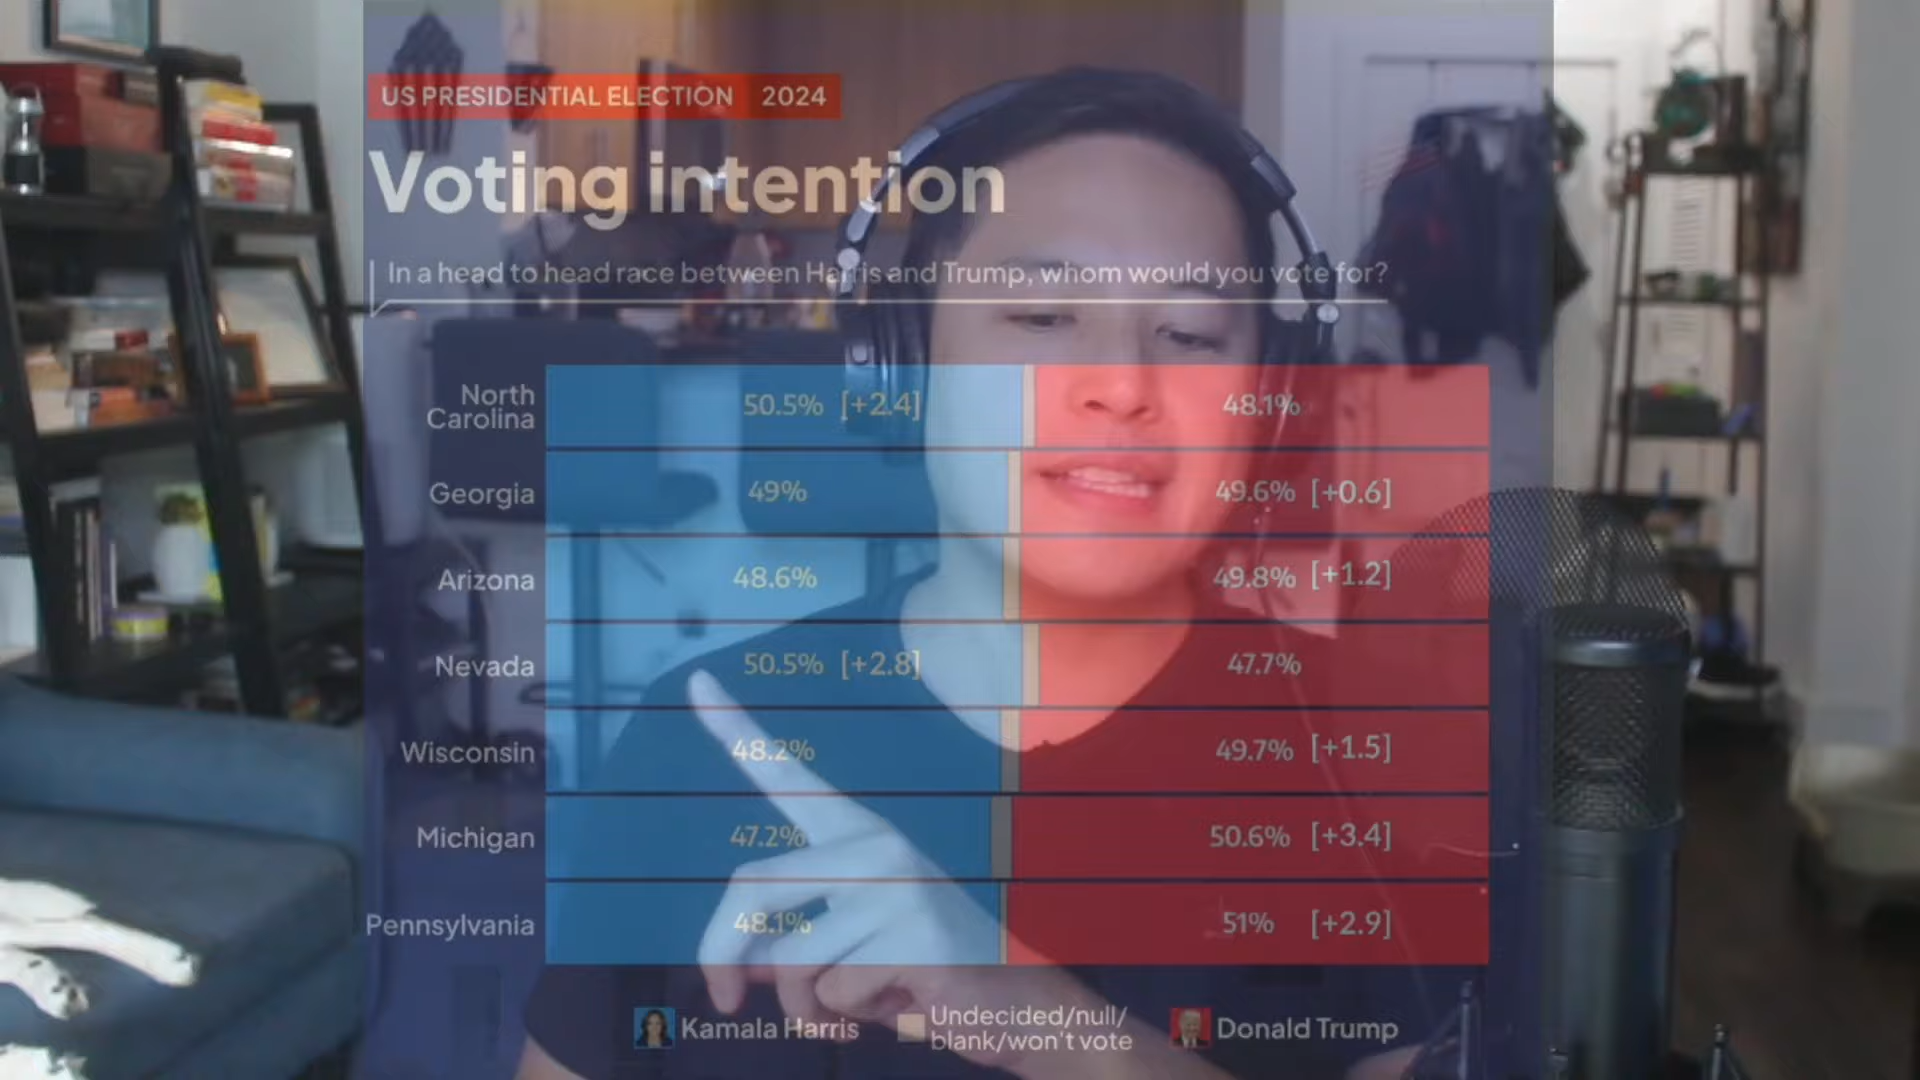 US PRESIDENTIAL ELECTION 2024
Voting intention
In a head to head race between Harris and Trump, whom would you vote for?
North
Carolina
50.5% [+2.4] 48.1%
Georgia 49% 49.6% [+0.6]
Arizona 48.6% 49.8% [+1.2]
Nevada 50.5% [+2.8] 47.7%
Wisconsin 48.2% 49.7% [+1.5]
Michigan 47.2% 50.6% [+3.4]
Pennsylvania 48.1% 51% [+2.9]
Kamala Harris
Undecided/null/
blank/won't vote
Donald Trump